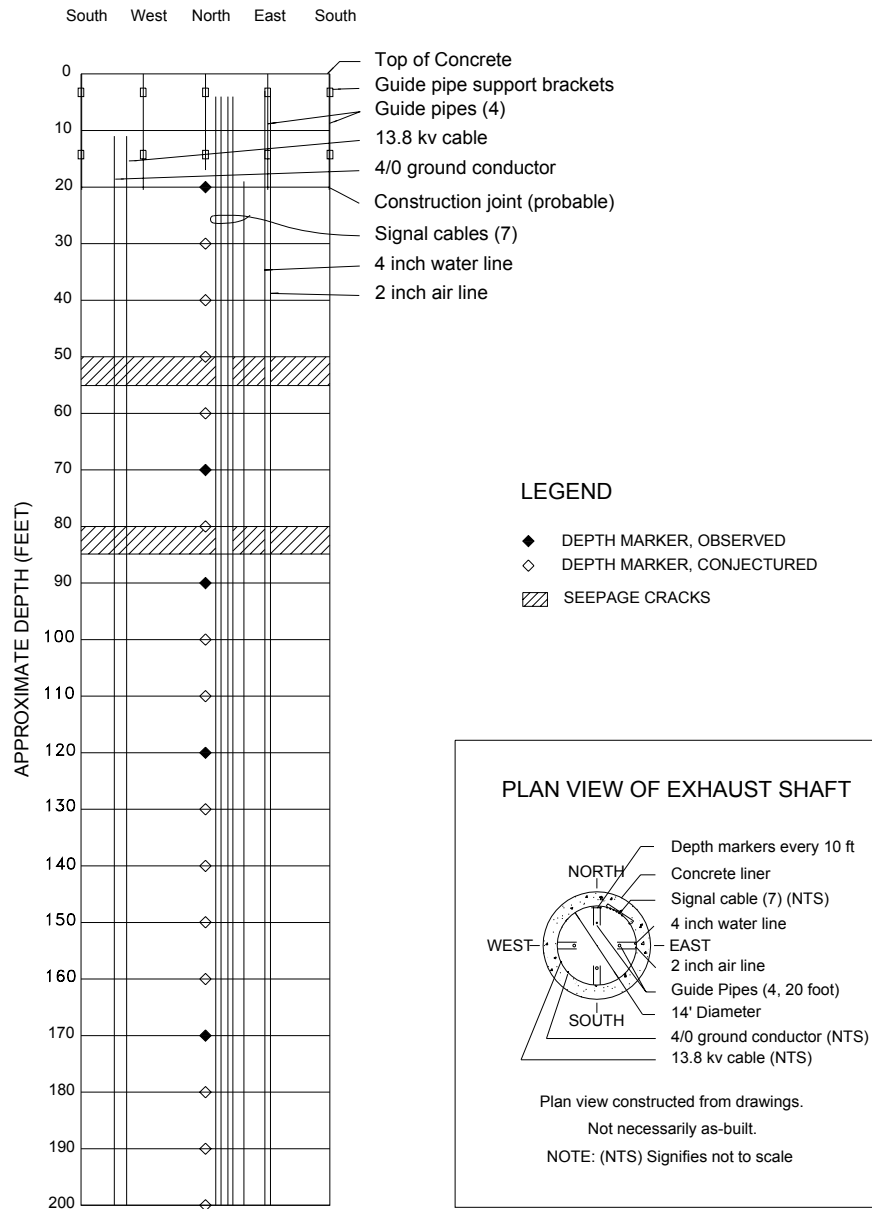 South West North East South
Top of Concrete
Guide pipe support brackets
Guide pipes (4)
13.8 kv cable
4/0 ground conductor
Construction joint (probable)
Signal cables (7)
4 inch water line
2 inch air line
APPROXIMATE DEPTH (FEET)
0
10
20
30
40
50
60
70
80
90
100
110
120
130
140
150
160
170
180
190
200
LEGEND
DEPTH MARKER, OBSERVED
DEPTH MARKER, CONJECTURED
SEEPAGE CRACKS
PLAN VIEW OF EXHAUST SHAFT
NORTH
WEST
EAST
SOUTH
Depth markers every 10 ft
Concrete liner
Signal cable (7) (NTS)
4 inch water line
2 inch air line
Guide Pipes (4, 20 foot)
14' Diameter
4/0 ground conductor (NTS)
13.8 kv cable (NTS)
Plan view constructed from drawings.
Not necessarily as-built.
NOTE: (NTS) Signifies not to scale